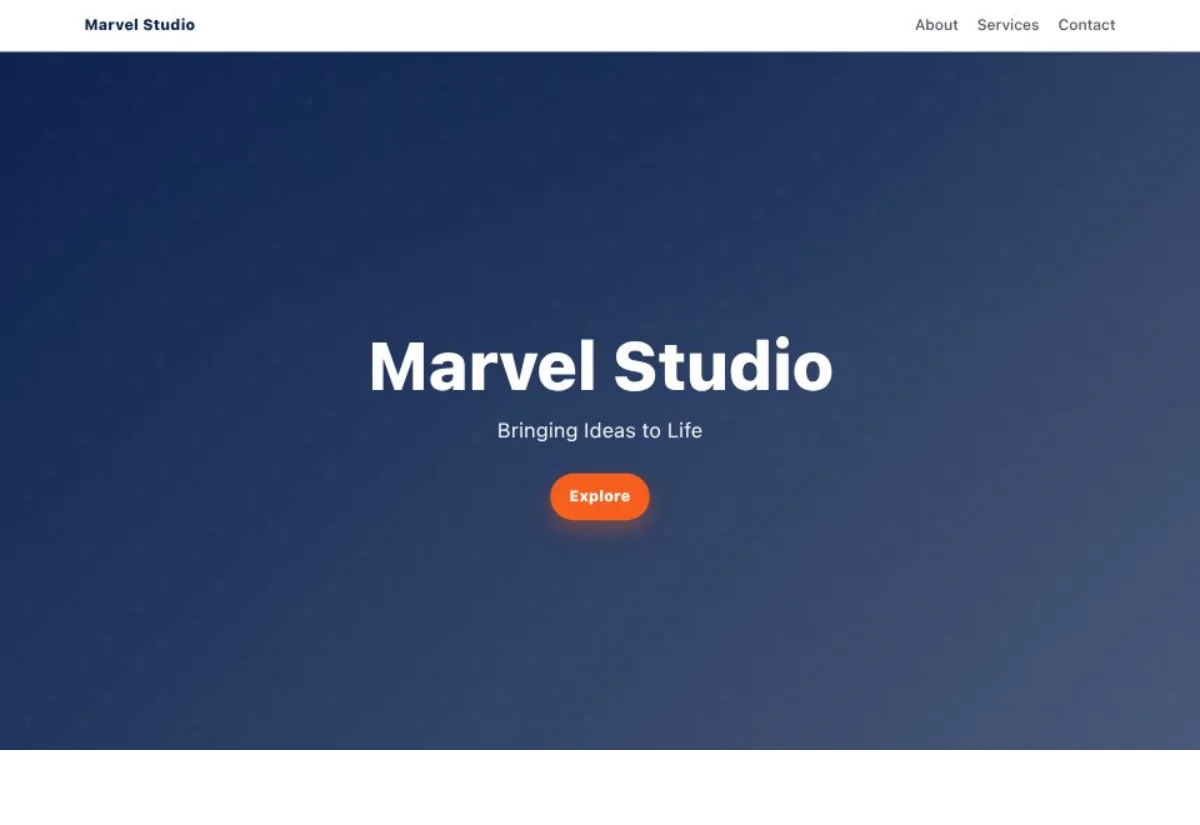 Marvel Studio
About Services Contact
Marvel Studio
Bringing Ideas to Life
Explore